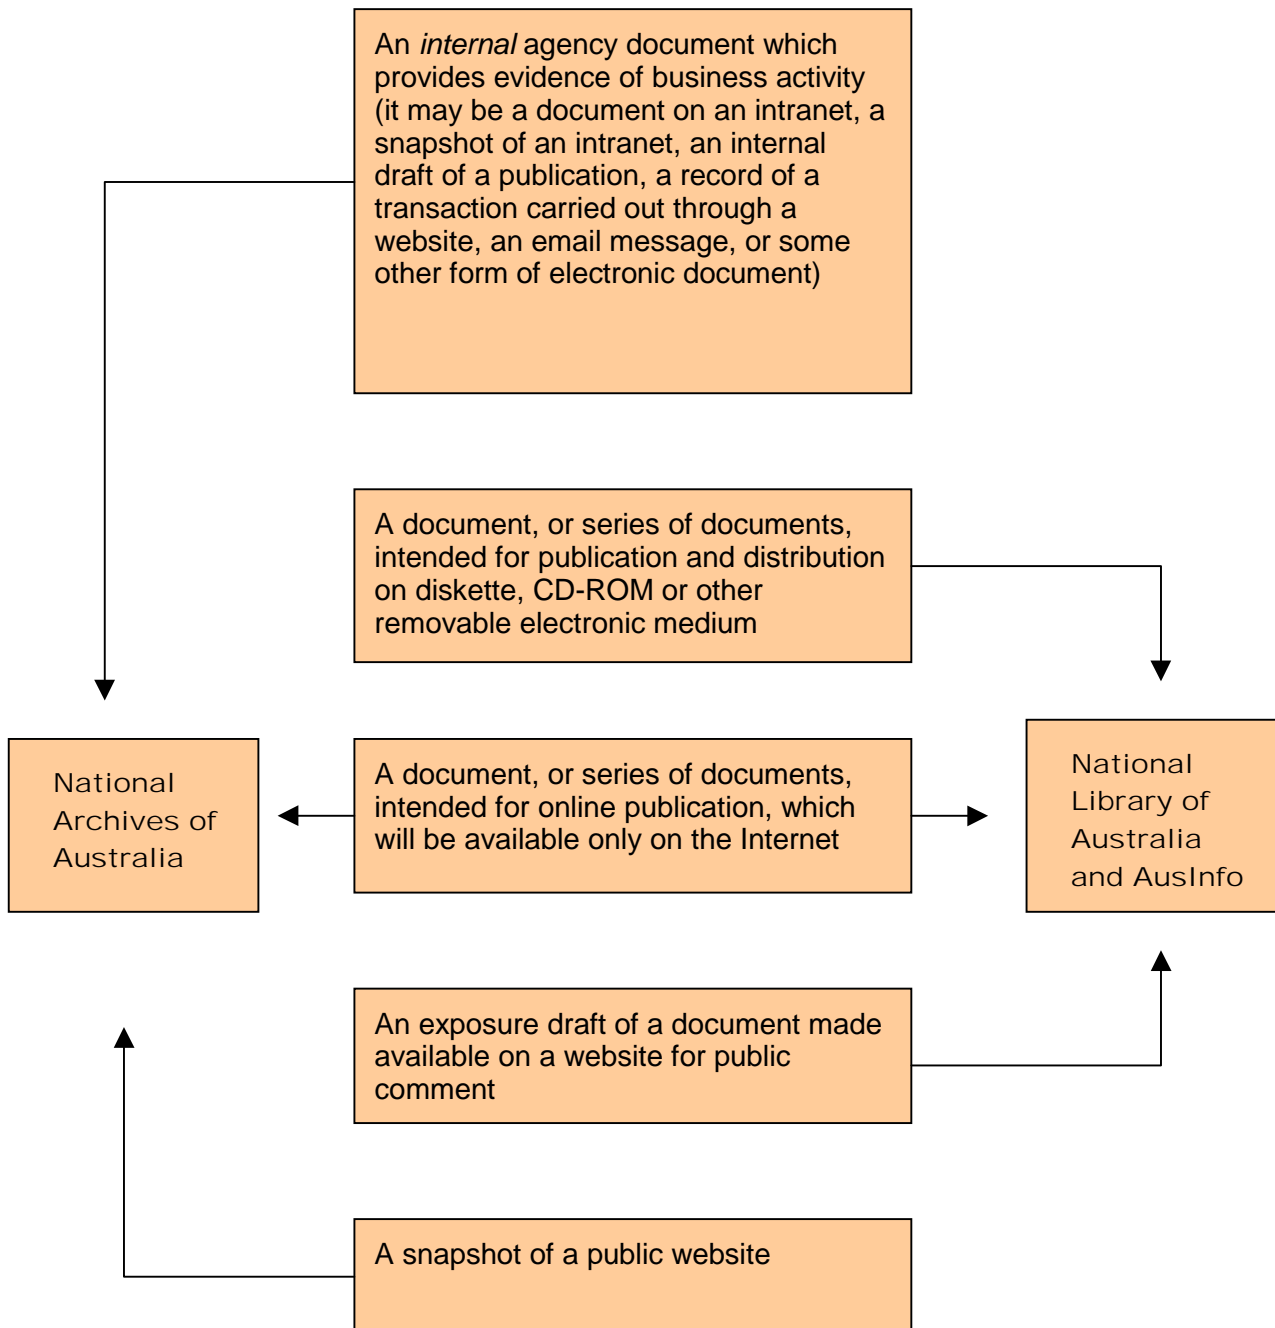 An internal agency document which
provides evidence of business activity
(it may be a document on an intranet, a
snapshot of an intranet, an internal
draft of a publication, a record of a
transaction carried out through a
website, an email message, or some
other form of electronic document)
A document, or series of documents,
intended for publication and distribution
on diskette, CD-ROM or other
removable electronic medium
National
Archives of
Australia
A document, or series of documents,
intended for online publication, which
will be available only on the Internet
National
Library of
Australia
and AusInfo
An exposure draft of a document made
available on a website for public
comment
A snapshot of a public website